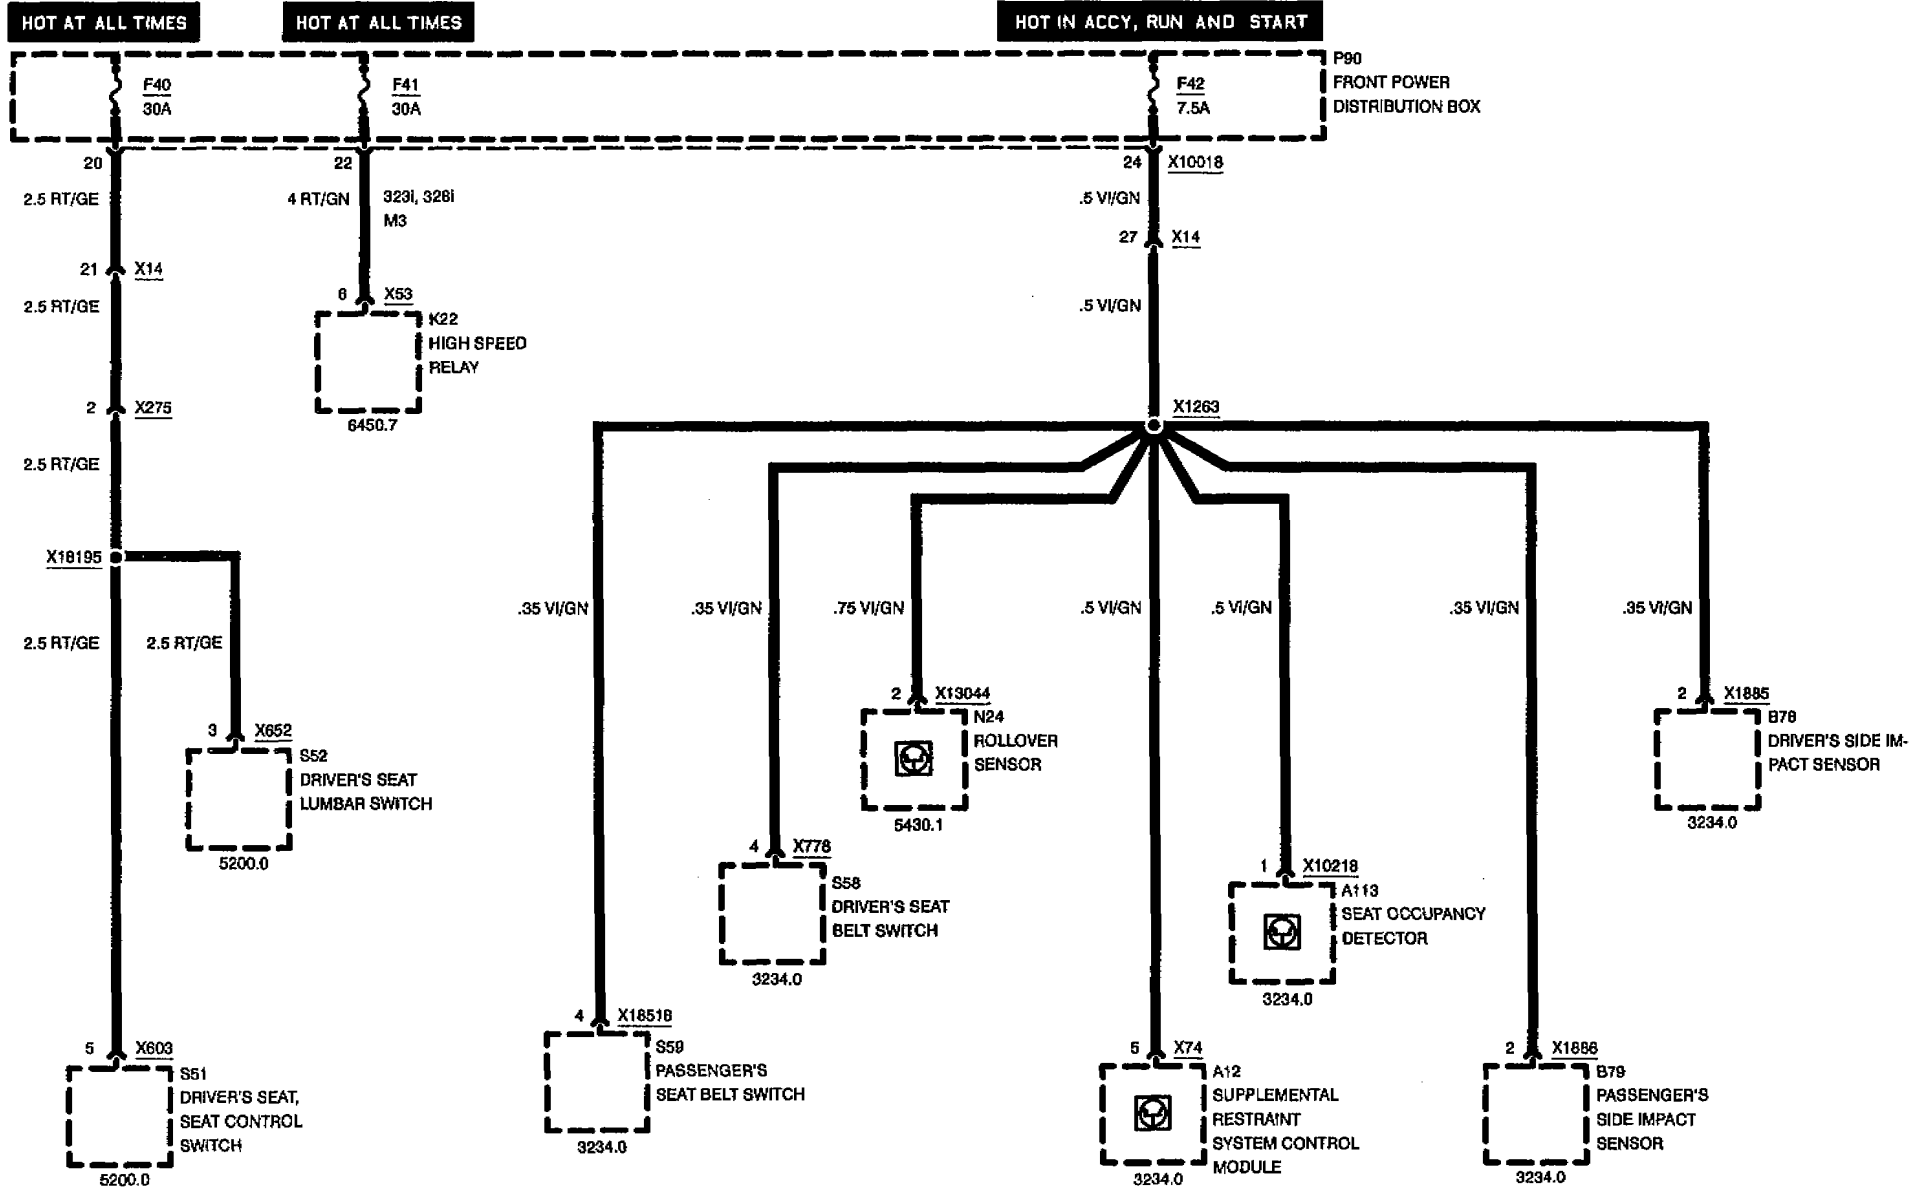 HOT AT ALL TIMES
HOT AT ALL TIMES
HOT IN ACCY, RUN AND START
F40
30A
F41
30A
F42
7.5A
P90
FRONT POWER
DISTRIBUTION BOX
20
22
24
X10018
2.5 RT/GE
4 RT/GN
323i, 328i
M3
.5 VI/GN
27
X14
21
X14
2.5 RT/GE
6
X53
.5 VI/GN
K22
HIGH SPEED
RELAY
6450.7
2
X275
X1263
2.5 RT/GE
X18195
2.5 RT/GE
2.5 RT/GE
.35 VI/GN
.35 VI/GN
.75 VI/GN
.5 VI/GN
.5 VI/GN
.35 VI/GN
.35 VI/GN
3
X652
S52
DRIVER'S SEAT
LUMBAR SWITCH
5200.0
2
X13044
N24
ROLLOVER
SENSOR
5430.1
2
X1885
B78
DRIVER'S SIDE IM-
PACT SENSOR
3234.0
4
X778
S58
DRIVER'S SEAT
BELT SWITCH
3234.0
1
X10218
A113
SEAT OCCUPANCY
DETECTOR
3234.0
4
X18518
S59
PASSENGER'S
SEAT BELT SWITCH
3234.0
5
X603
S51
DRIVER'S SEAT,
SEAT CONTROL
SWITCH
5200.0
5
X74
A12
SUPPLEMENTAL
RESTRAINT
SYSTEM CONTROL
MODULE
3234.0
2
X1886
B79
PASSENGER'S
SIDE IMPACT
SENSOR
3234.0